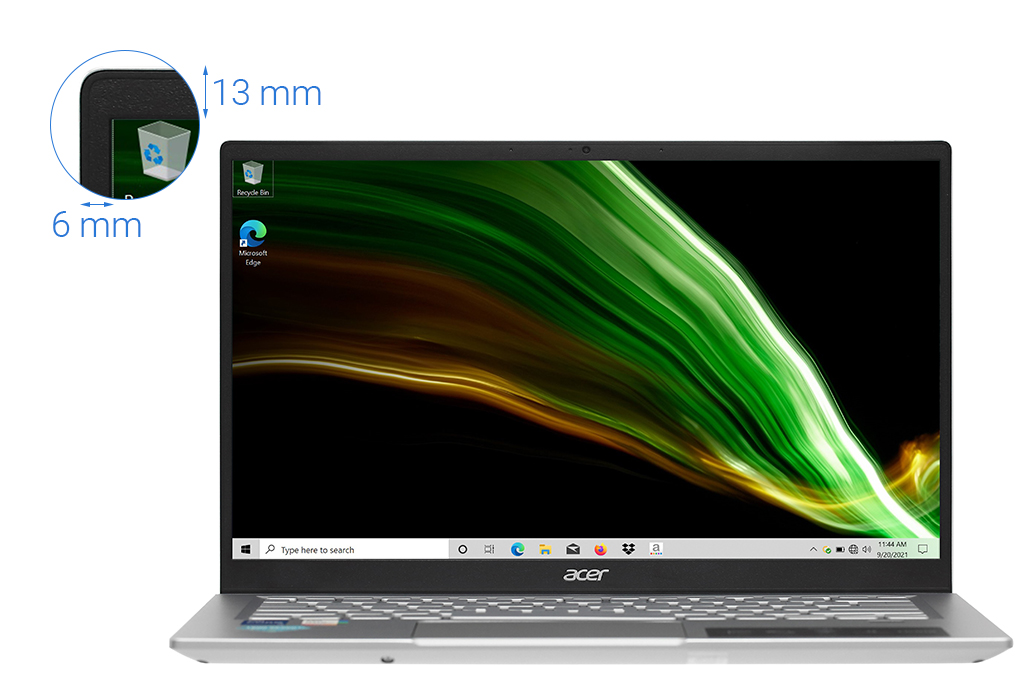 13 mm
6 mm
Recycle Bin
Microsoft
Edge
Type here to search
a
11:44 AM
9/20/2021
acer